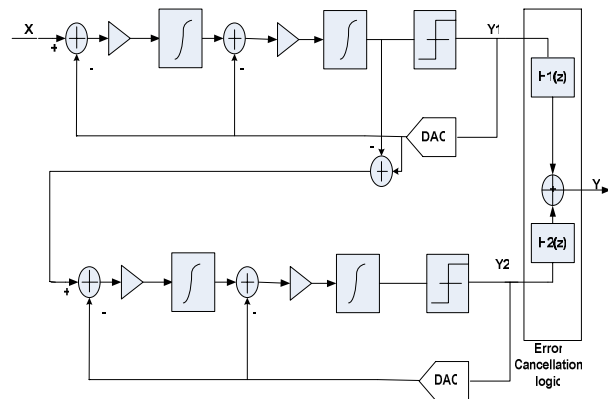 X
Y1
+
-
-
H1(z)
DAC
-
Y
H2(z)
Y2
+
-
-
Error
Cancellation
logic
DAC